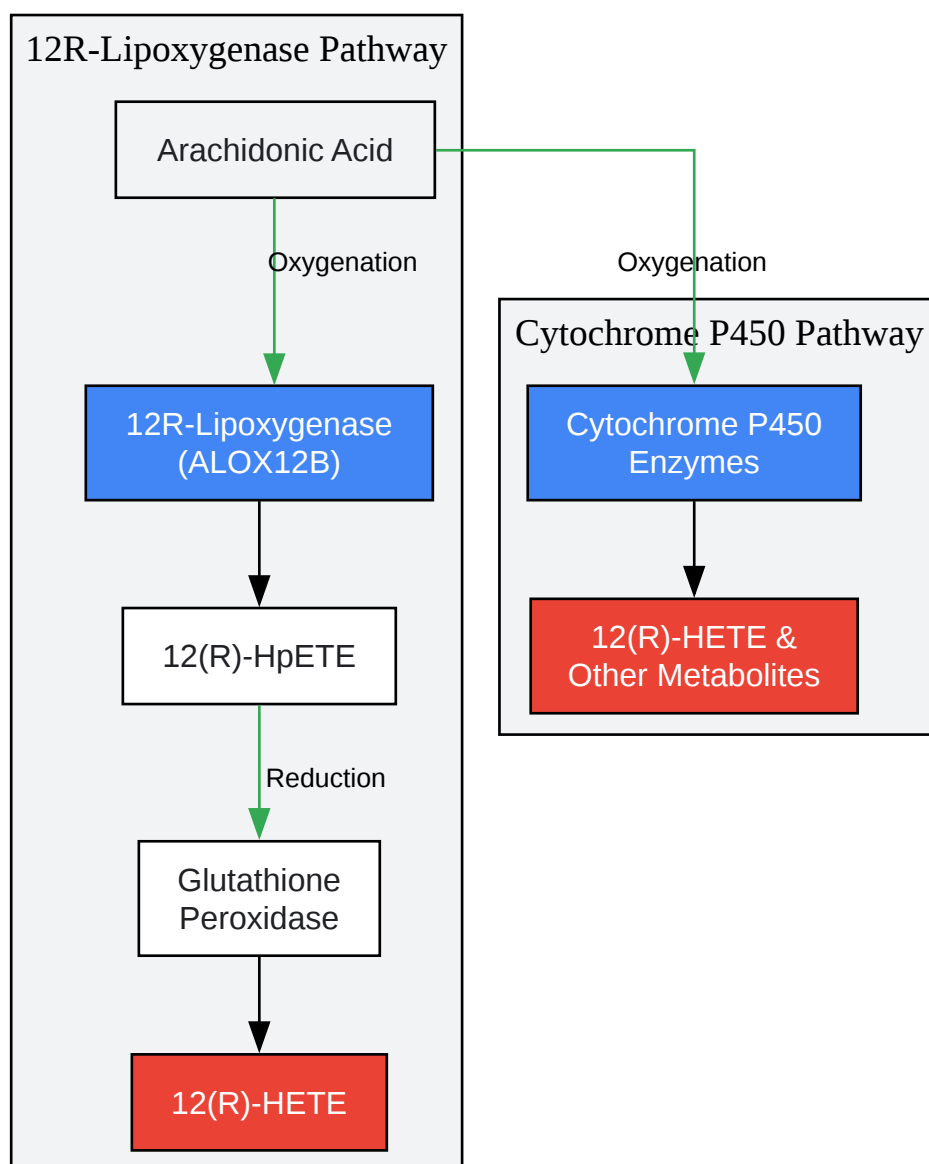 12R-Lipoxygenase Pathway
Arachidonic Acid
Oxygenation
12R-Lipoxygenase
(ALOX12B)
12(R)-HpETE
Reduction
Glutathione
Peroxidase
12(R)-HETE
Oxygenation
Cytochrome P450 Pathway
Cytochrome P450
Enzymes
12(R)-HETE &
Other Metabolites